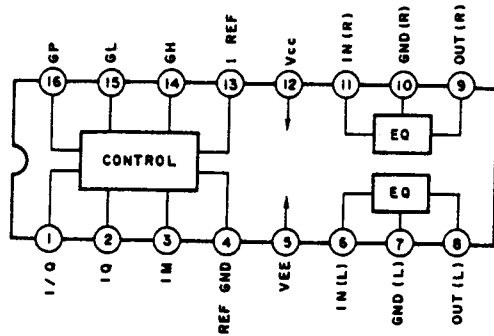 GP
GL
GH
I REF
Vcc
IN(R)
GND(R)
OUT(R)
16
15
14
13
12
11
10
9
CONTROL
EQ
EQ
1
2
3
4
5
6
7
8
I/Q
IQ
IM
REF GND
VEE
IN(L)
GND(L)
OUT(L)